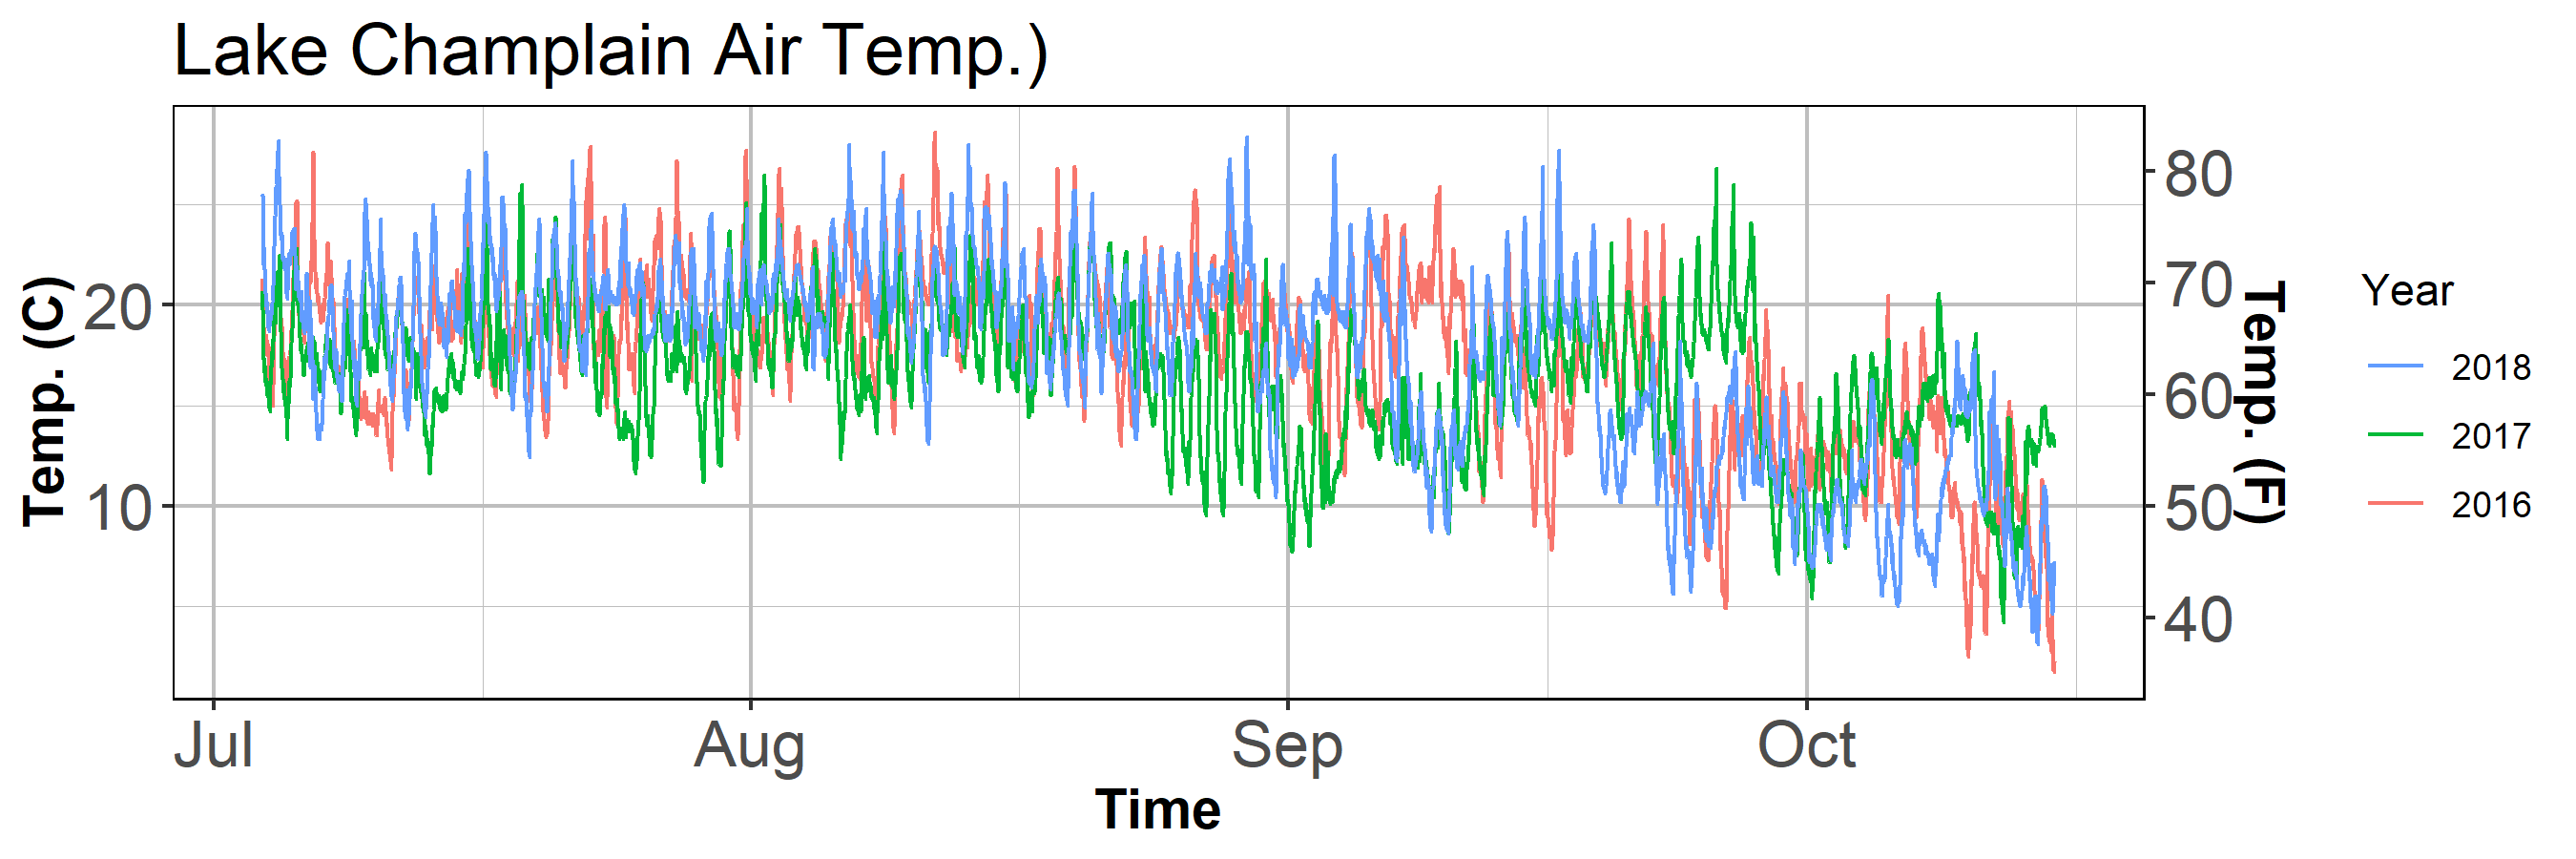 Lake Champlain Air Temp.)
Temp. (C)
20
10
80
70
60
50
40
Temp. (F)
Jul Aug Sep Oct
Time
Year
2018
2017
2016